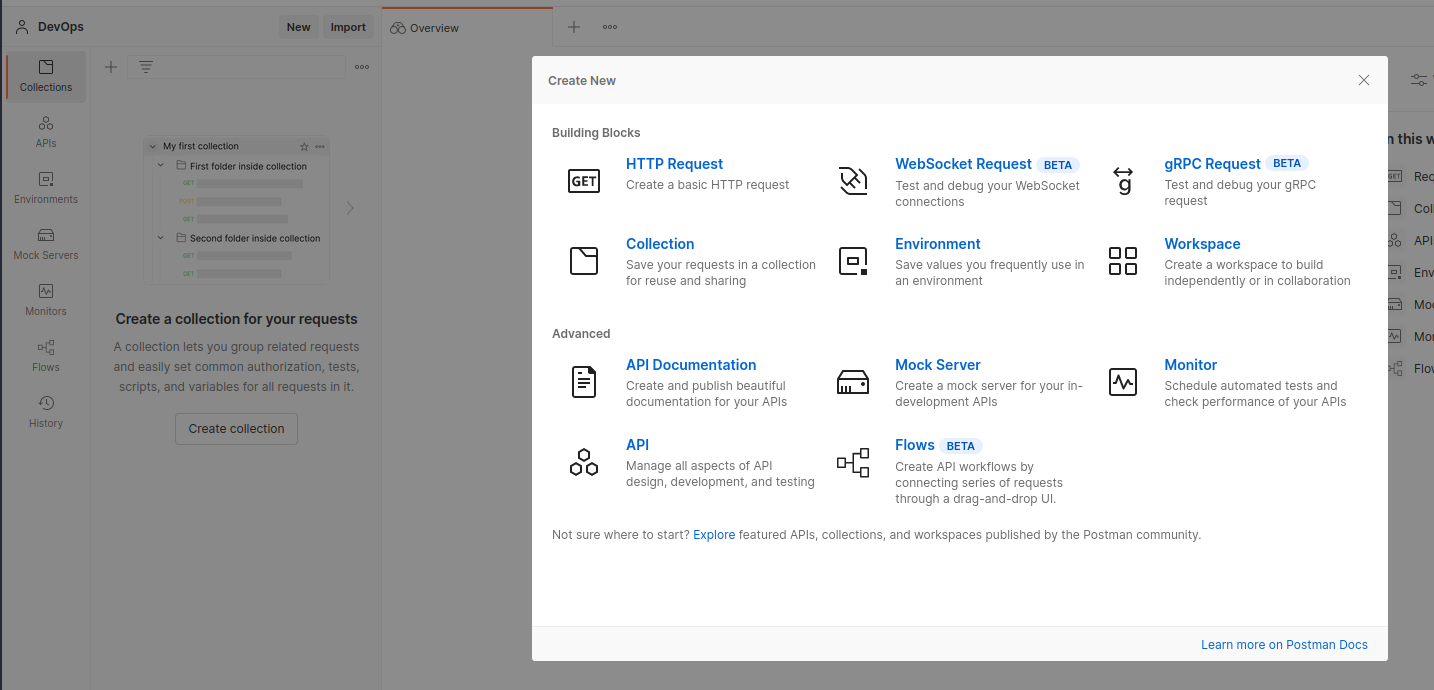 DevOps
New
Import
Overview
Collections
APIs
Environments
Mock Servers
Monitors
Flows
History
My first collection
First folder inside collection
GET
POST
GET
Second folder inside collection
GET
GET
Create a collection for your requests
A collection lets you group related requests
and easily set common authorization, tests,
scripts, and variables for all requests in it.
Create collection
Create New
Building Blocks
GET
HTTP Request
Create a basic HTTP request
WebSocket Request BETA
Test and debug your WebSocket
connections
g
gRPC Request BETA
Test and debug your gRPC
request
Collection
Save your requests in a collection
for reuse and sharing
Environment
Save values you frequently use in
an environment
Workspace
Create a workspace to build
independently or in collaboration
Advanced
API Documentation
Create and publish beautiful
documentation for your APIs
Mock Server
Create a mock server for your in-
development APIs
Monitor
Schedule automated tests and
check performance of your APIs
API
Manage all aspects of API
design, development, and testing
Flows BETA
Create API workflows by
connecting series of requests
through a drag-and-drop UI.
Not sure where to start? Explore featured APIs, collections, and workspaces published by the Postman community.
Learn more on Postman Docs
this